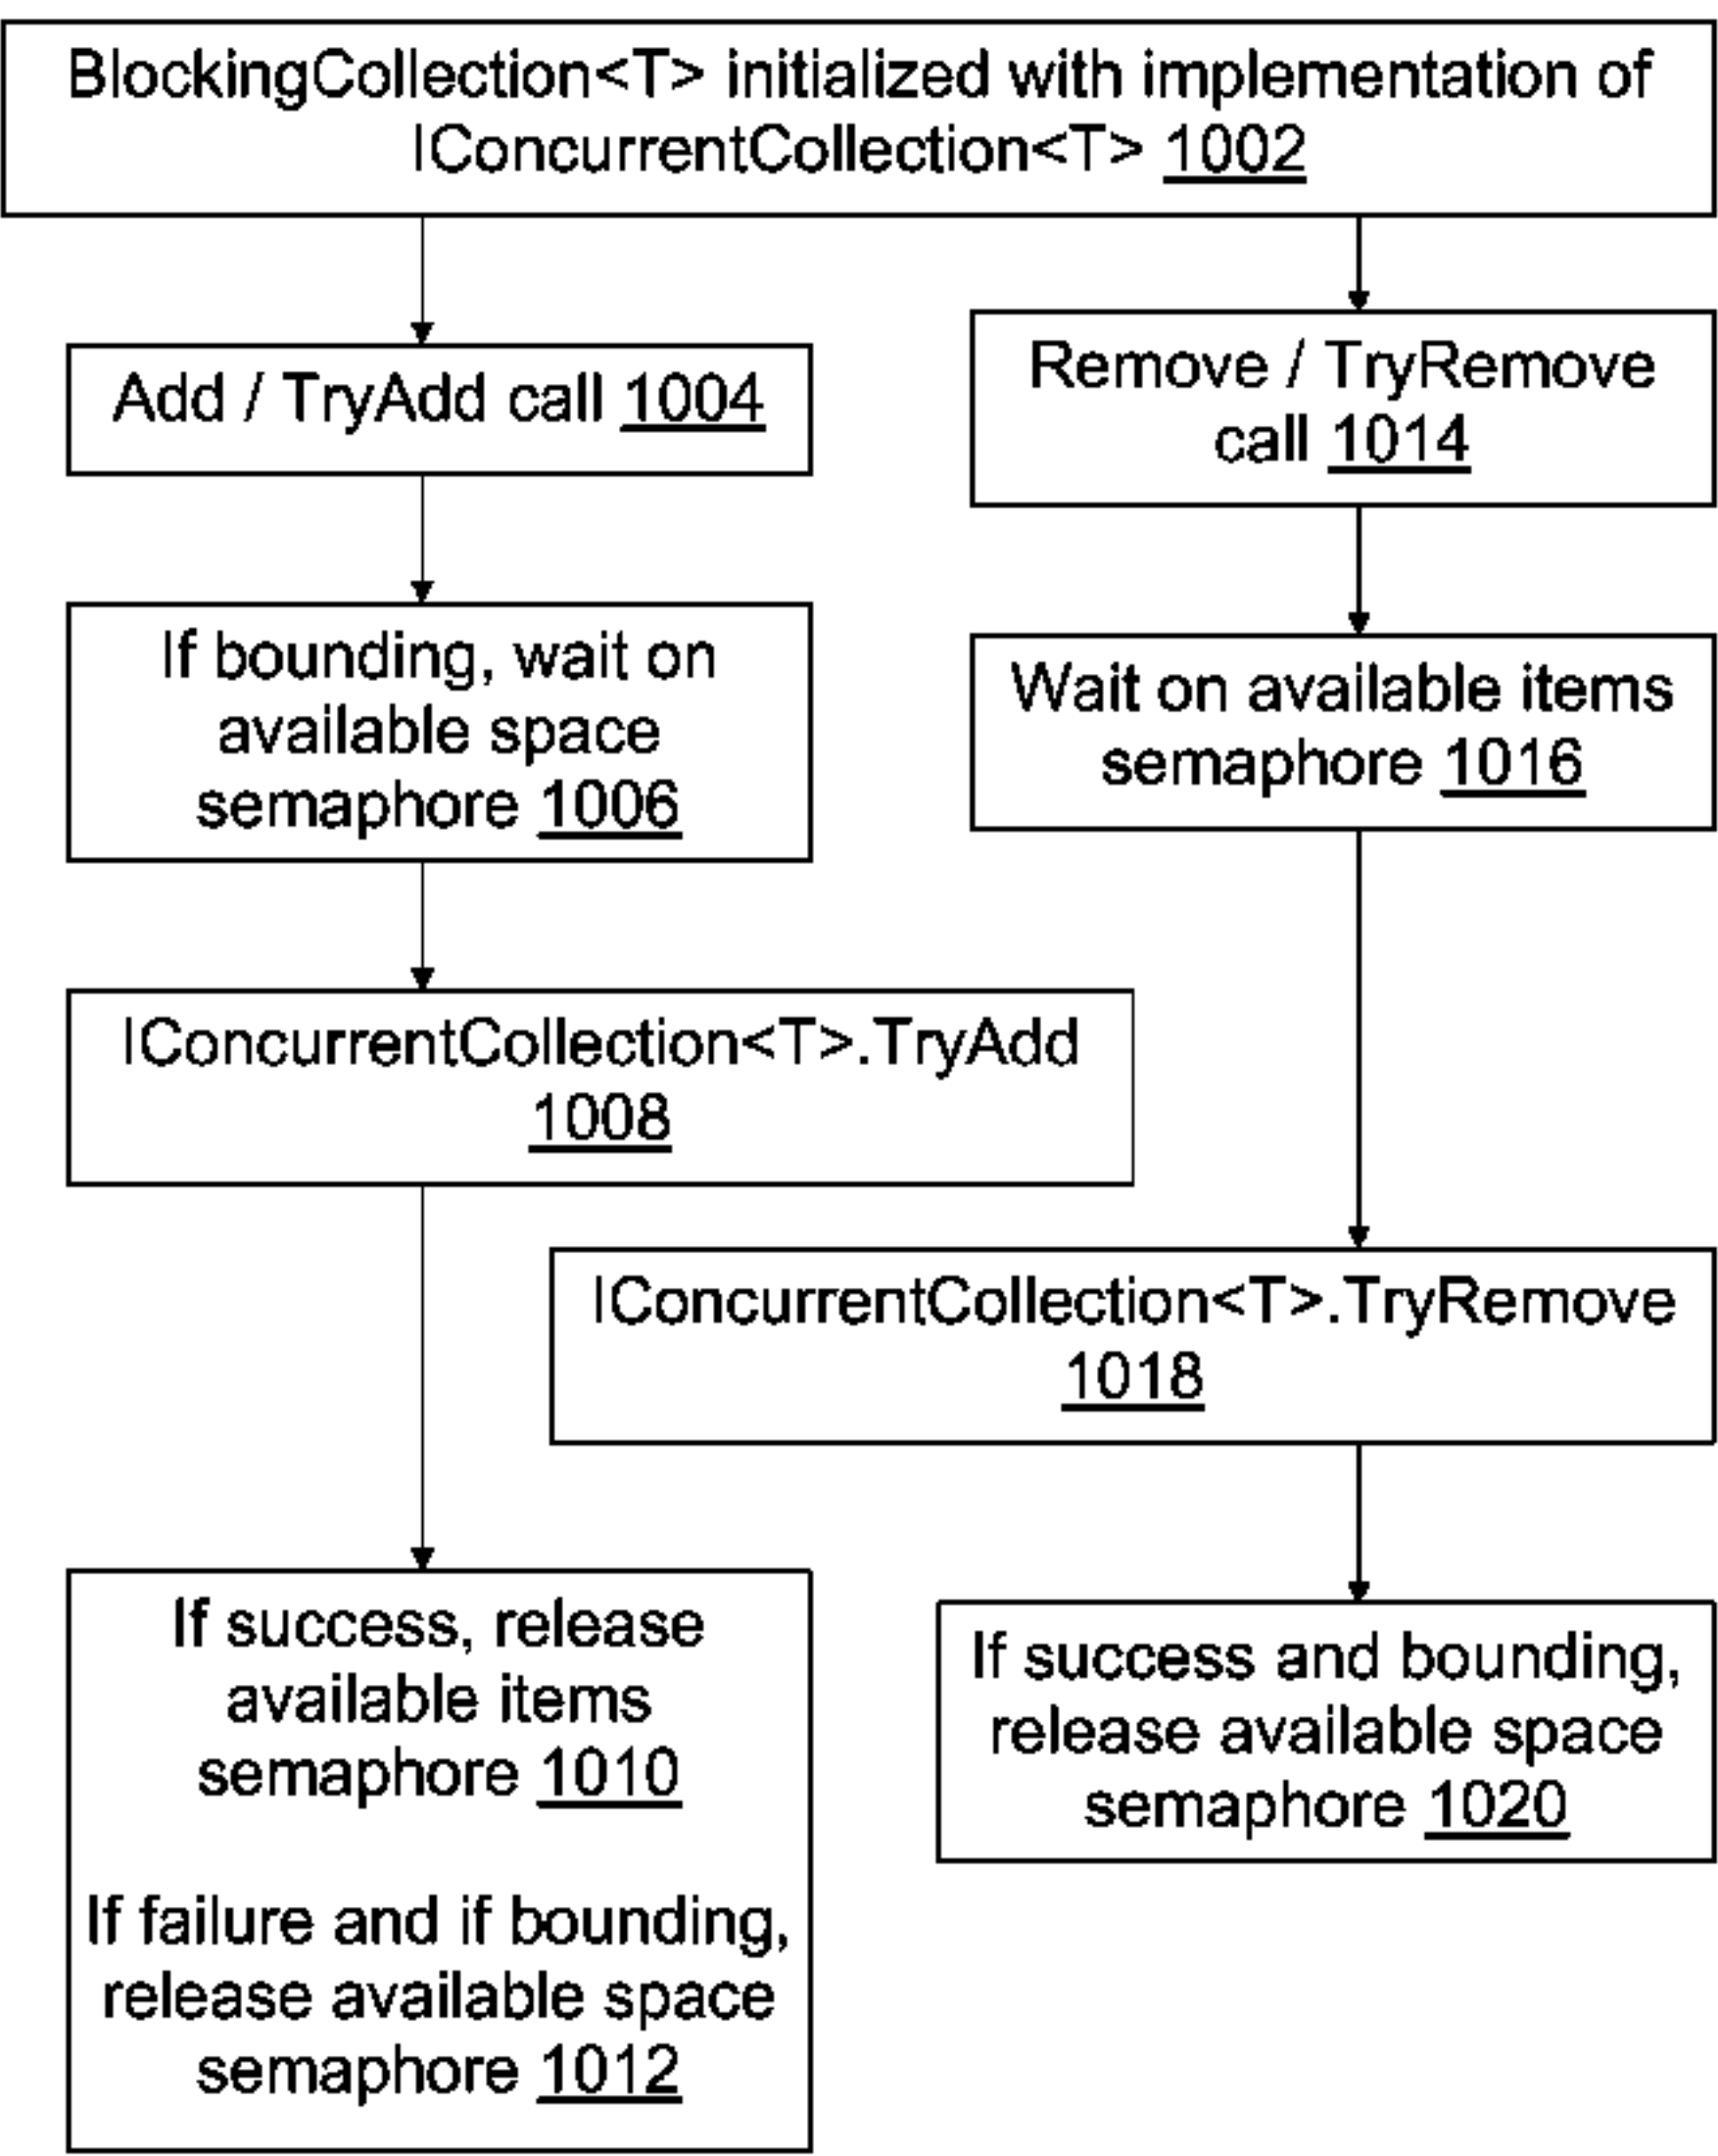 BlockingCollection<T> initialized with implementation of
IConcurrentCollection<T> 1002
Add / TryAdd call 1004
If bounding, wait on
available space
semaphore 1006
IConcurrentCollection<T>.TryAdd
1008
If success, release
available items
semaphore 1010
If failure and if bounding,
release available space
semaphore 1012
Remove / TryRemove
call 1014
Wait on available items
semaphore 1016
IConcurrentCollection<T>.TryRemove
1018
If success and bounding,
release available space
semaphore 1020